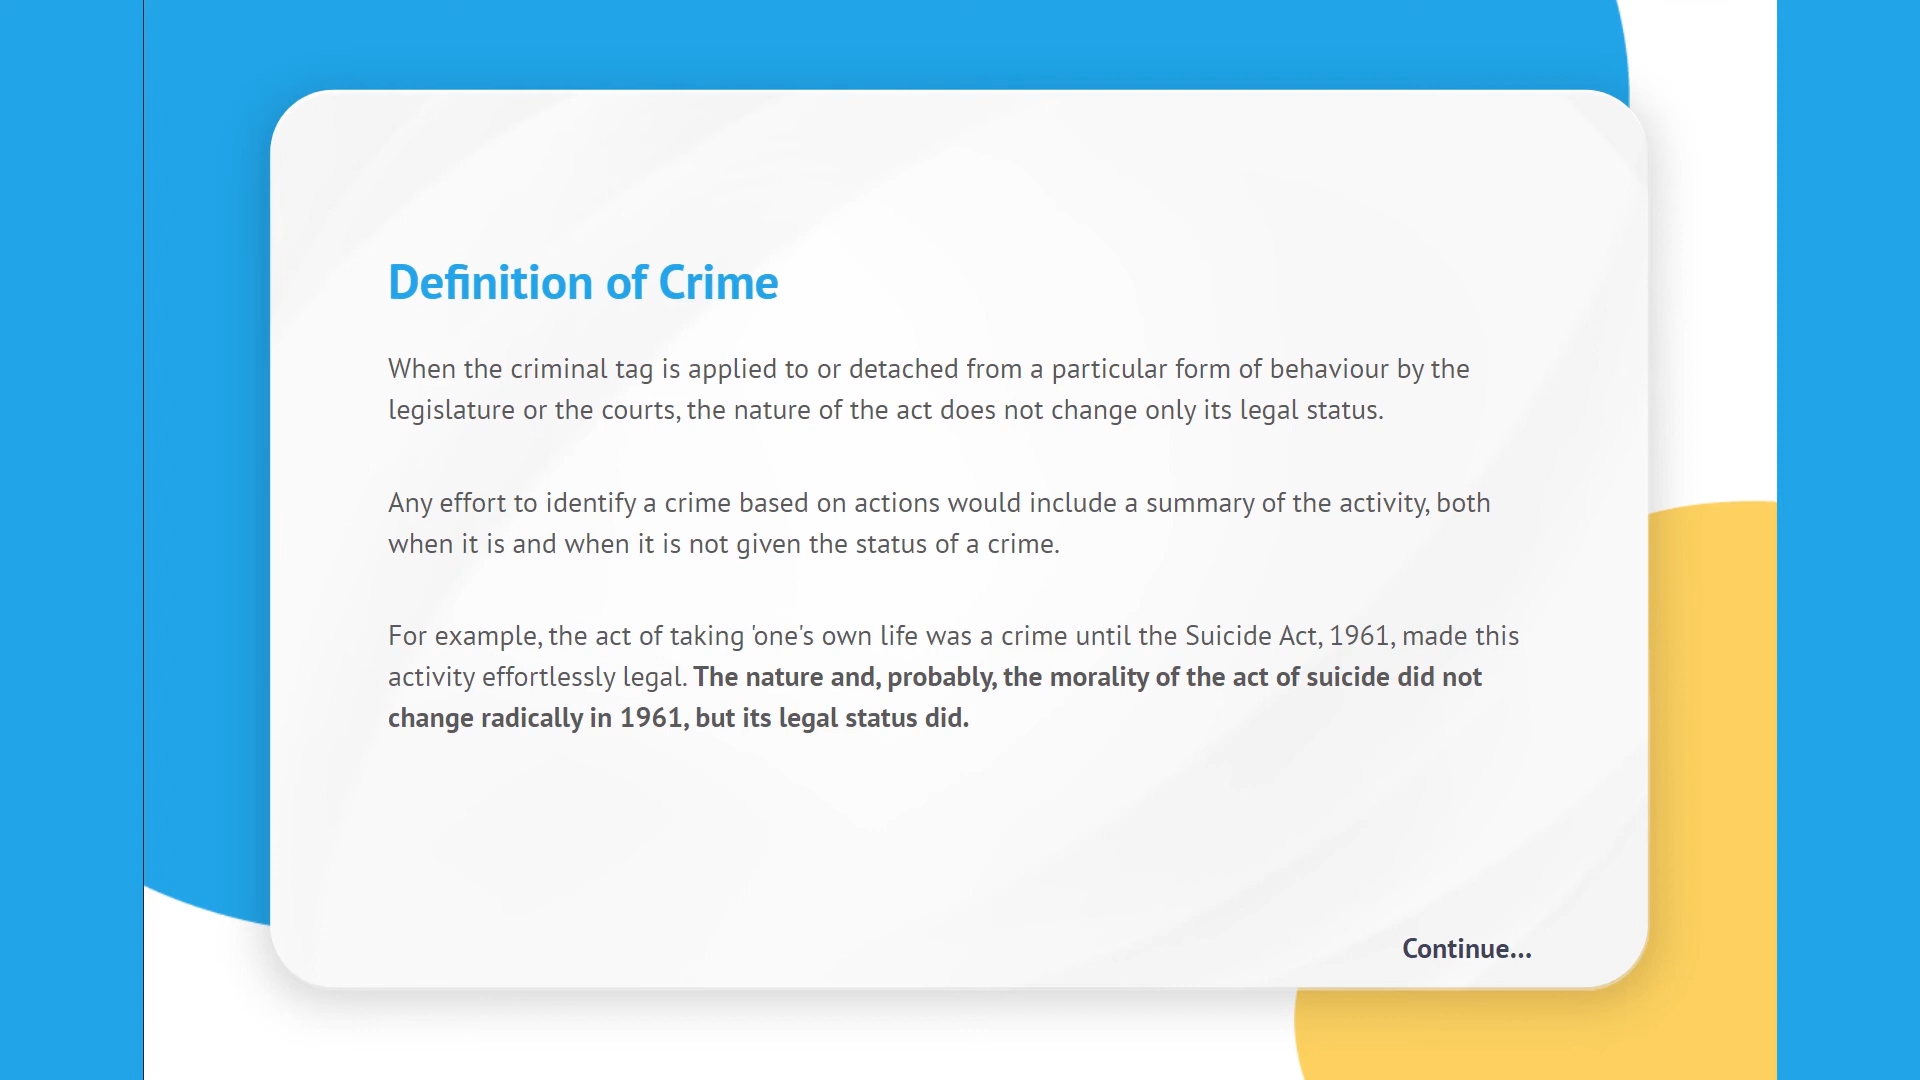 Definition of Crime
When the criminal tag is applied to or detached from a particular form of behaviour by the
legislature or the courts, the nature of the act does not change only its legal status.
Any effort to identify a crime based on actions would include a summary of the activity, both
when it is and when it is not given the status of a crime.
For example, the act of taking 'one's own life was a crime until the Suicide Act, 1961, made this
activity effortlessly legal. The nature and, probably, the morality of the act of suicide did not
change radically in 1961, but its legal status did.
Continue...